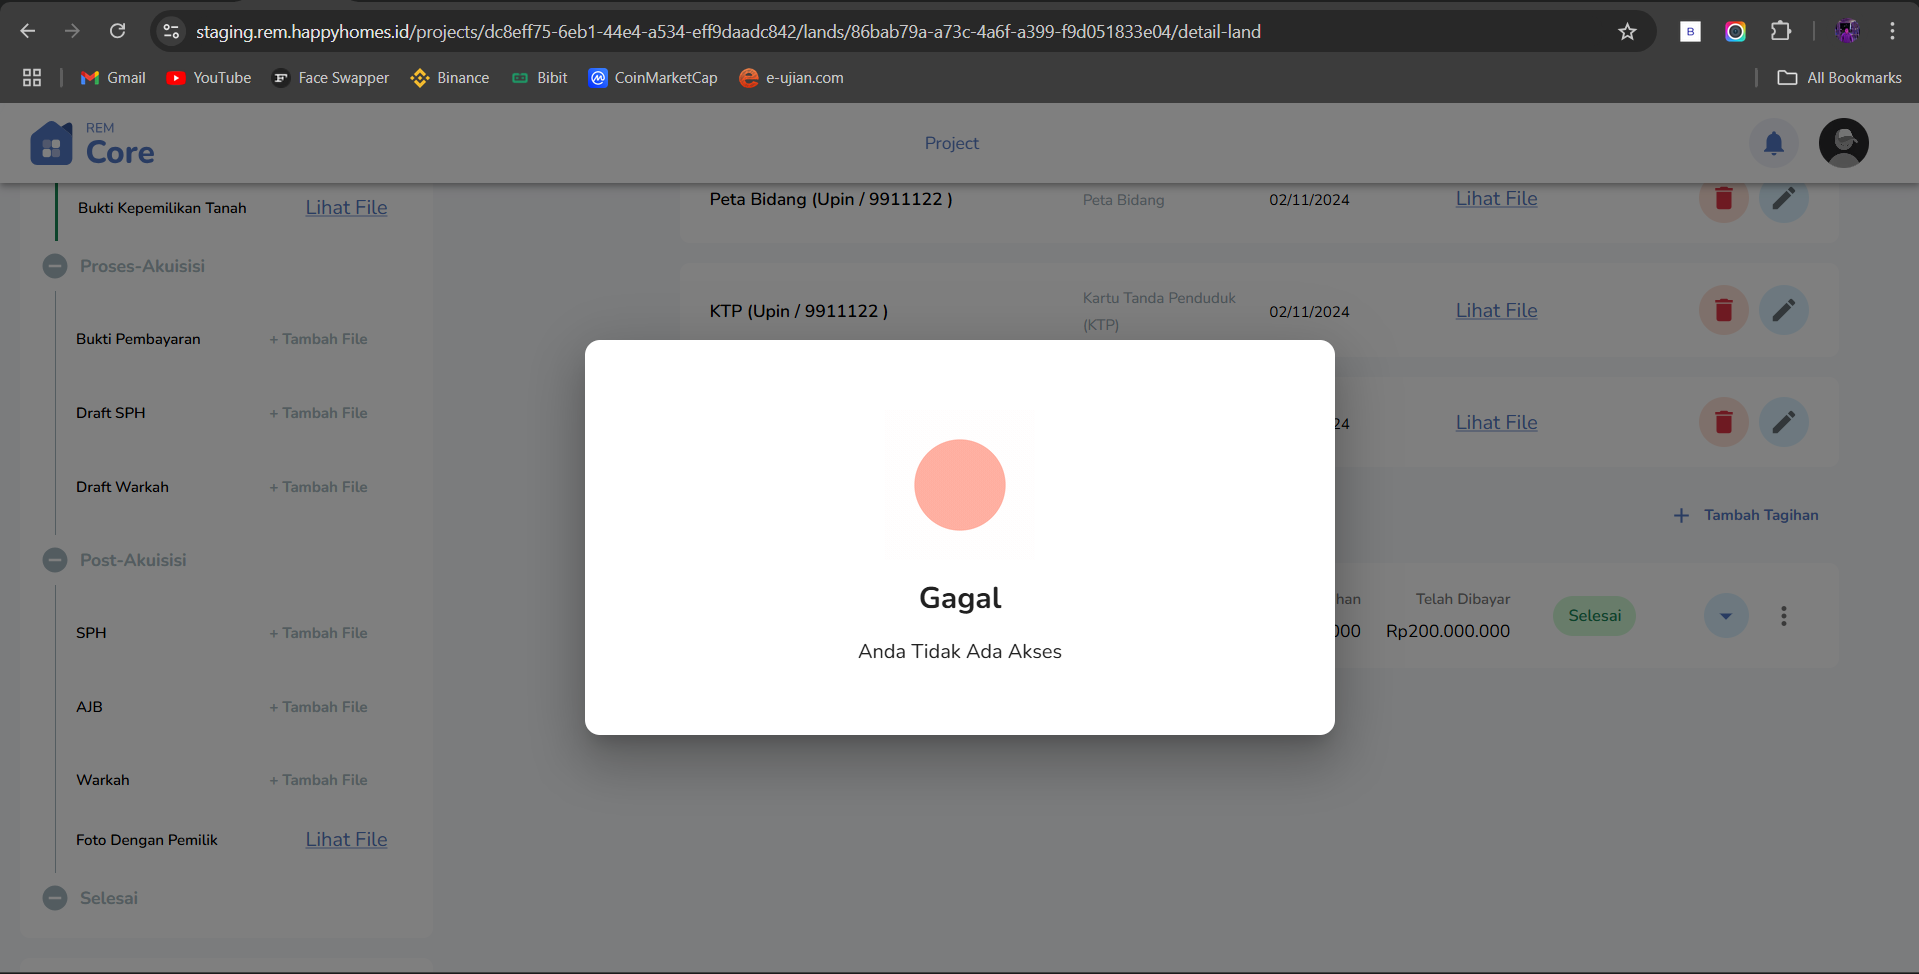 staging.rem.happyhomes.id/projects/dc8eff75-6eb1-44e4-a534-eff9daadc842/lands/86bab79a-a73c-4a6f-a399-f9d051833e04/detail-land
B
Gmail
YouTube
Face Swapper
Binance
Bibit
CoinMarketCap
e-ujian.com
All Bookmarks
REM
Core
Project
Bukti Kepemilikan Tanah
Lihat File
Proses-Akuisisi
Bukti Pembayaran
+ Tambah File
Draft SPH
+ Tambah File
Draft Warkah
+ Tambah File
Post-Akuisisi
SPH
+ Tambah File
AJB
+ Tambah File
Warkah
+ Tambah File
Foto Dengan Pemilik
Lihat File
Selesai
Peta Bidang (Upin / 9911122 )
Peta Bidang
02/11/2024
Lihat File
KTP (Upin / 9911122 )
Kartu Tanda Penduduk
(KTP)
02/11/2024
Lihat File
24
Lihat File
+ Tambah Tagihan
han
000
Telah Dibayar
Rp200.000.000
Selesai
Gagal
Anda Tidak Ada Akses